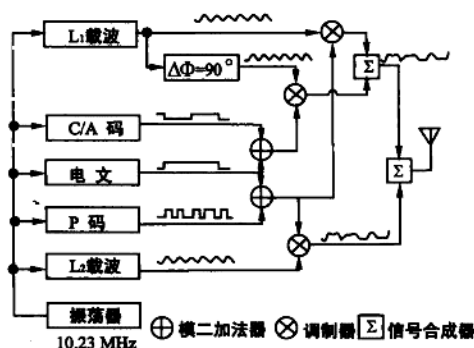 L₁载波
ΔΦ=90°
Σ
C/A 码
电 文
Σ
P 码
L₂载波
振荡器
10.23 MHz
模二加法器
调制器
Σ
信号合成器